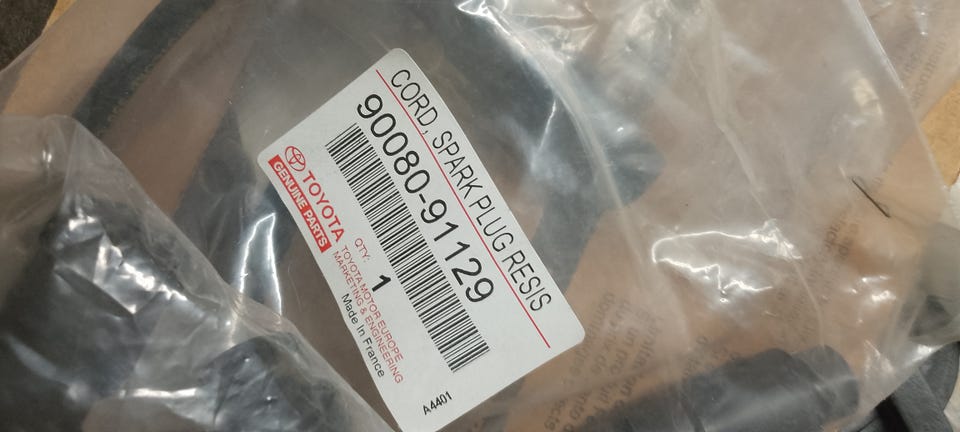 CORD, SPARK PLUG RESIS
90080-91129
TOYOTA
GENUINE PARTS
QTY: 1
TOYOTA MOTOR EUROPE
MARKETING & ENGINEERING
Made In France
A4401